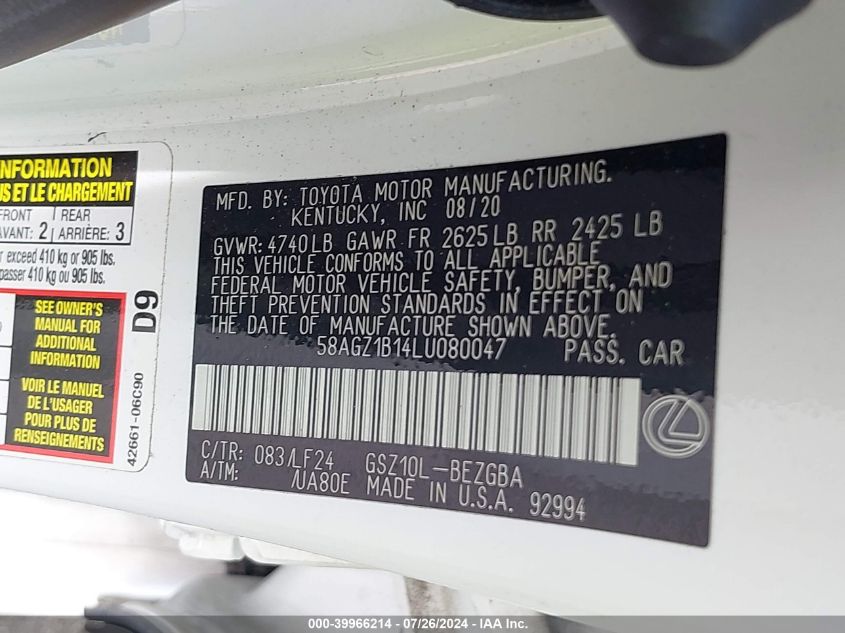 INFORMATION
US ET LE CHARGEMENT
FRONT | REAR
AVANT: 2 | ARRIÈRE: 3
exceed 410 kg or 905 lbs.
passer 410 kg ou 905 lbs.
SEE OWNER'S
MANUAL FOR
ADDITIONAL
INFORMATION
VOIR LE MANUEL
DE L'USAGER
POUR PLUS DE
RENSEIGNEMENTS
D9
42661-06C90
MFD. BY: TOYOTA MOTOR MANUFACTURING.
KENTUCKY, INC 08/20
GVWR: 4740 LB GAWR FR 2625 LB RR 2425 LB
THIS VEHICLE CONFORMS TO ALL APPLICABLE
FEDERAL MOTOR VEHICLE SAFETY, BUMPER, AND
THEFT PREVENTION STANDARDS IN EFFECT ON
THE DATE OF MANUFACTURE SHOWN ABOVE.
58AGZ1B14LU080047 PASS. CAR
C/TR: 083/LF24 GSZ10L-BEZGBA
A/TM: /UA80E MADE IN U.S.A. 92994
000-39966214 - 07/26/2024 - IAA Inc.